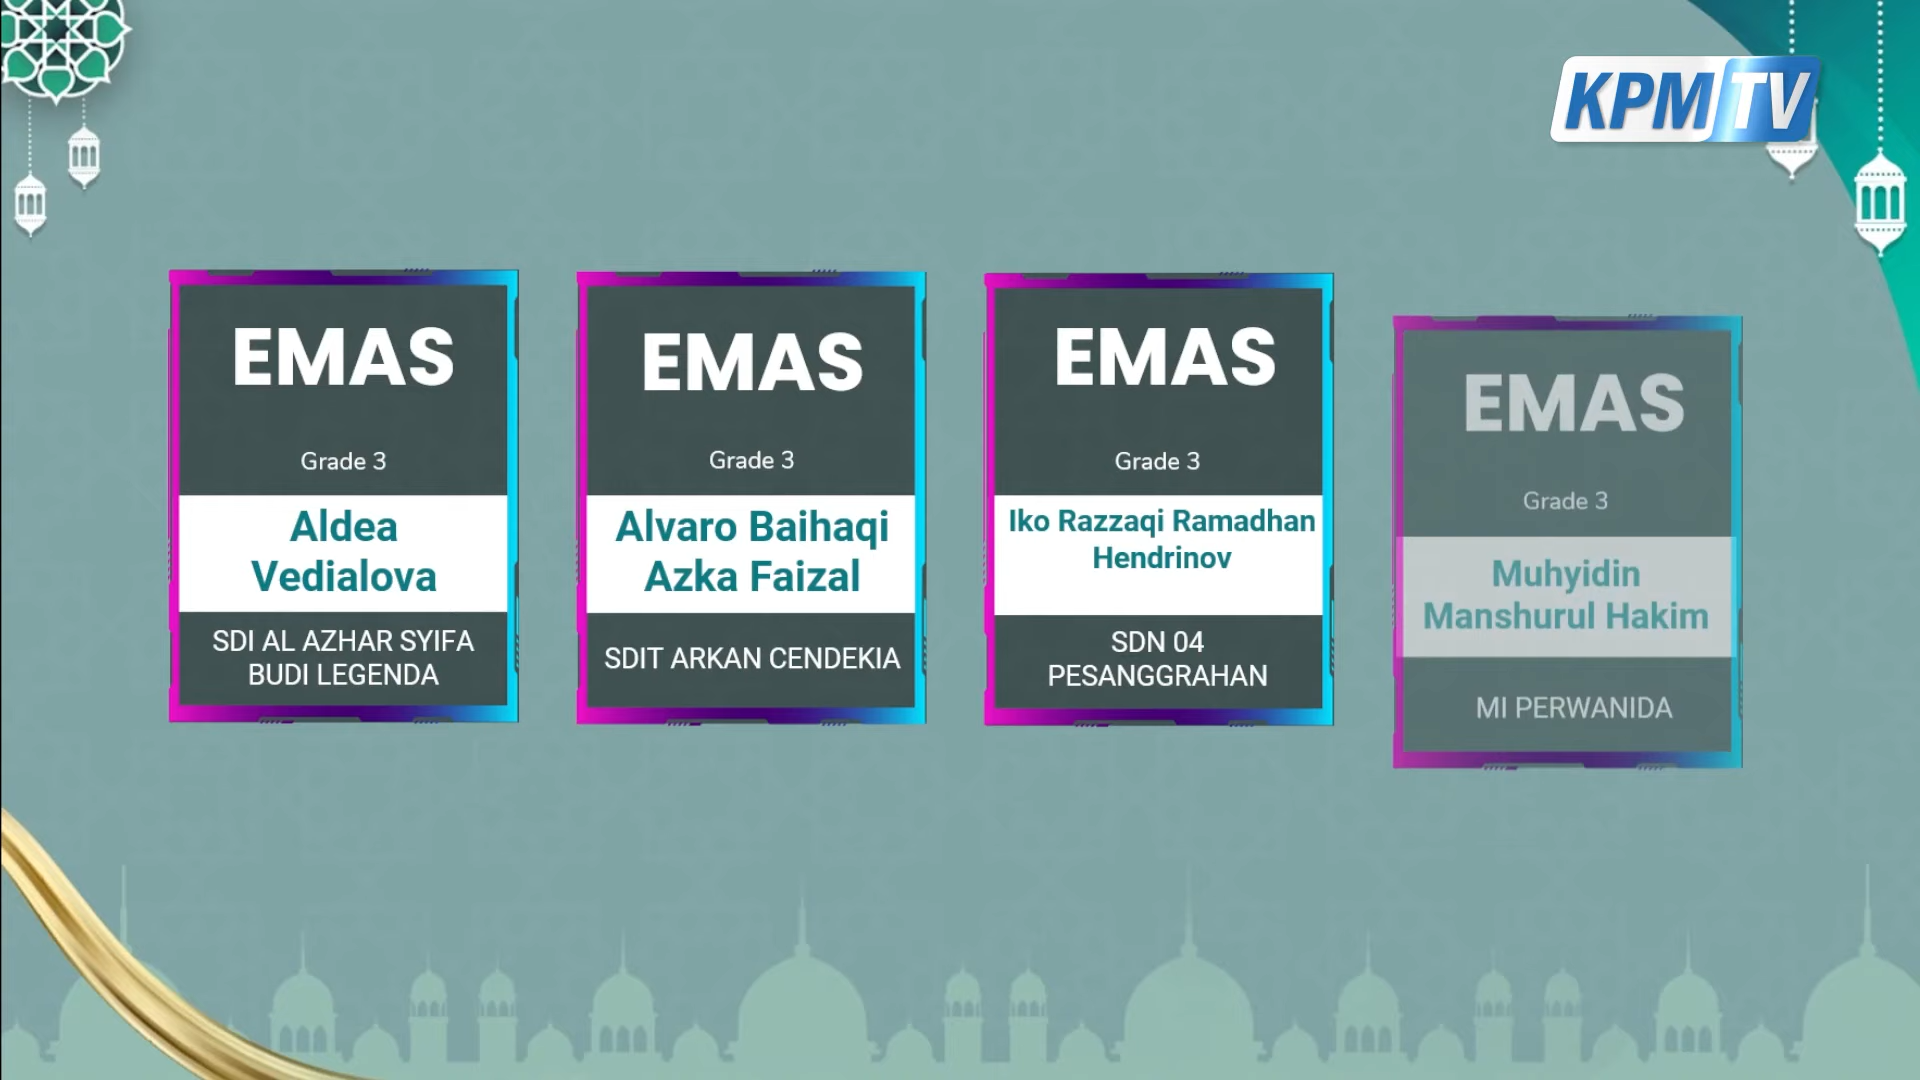 KPM TV
EMAS
Grade 3
Aldea
Vedialova
SDI AL AZHAR SYIFA
BUDI LEGENDA
EMAS
Grade 3
Alvaro Baihaqi
Azka Faizal
SDIT ARKAN CENDEKIA
EMAS
Grade 3
Iko Razzaqi Ramadhan
Hendrinov
SDN 04
PESANGGRAHAN
EMAS
Grade 3
Muhyidin
Manshurul Hakim
MI PERWANIDA